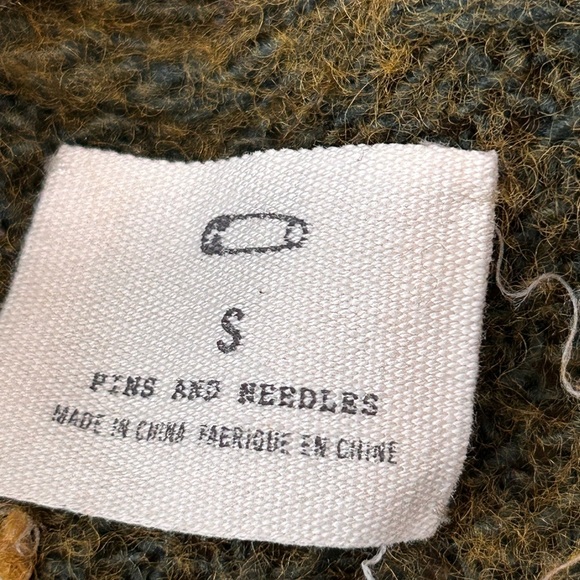 S
PINS AND NEEDLES
MADE IN CHINA FABRIQUE EN CHINE